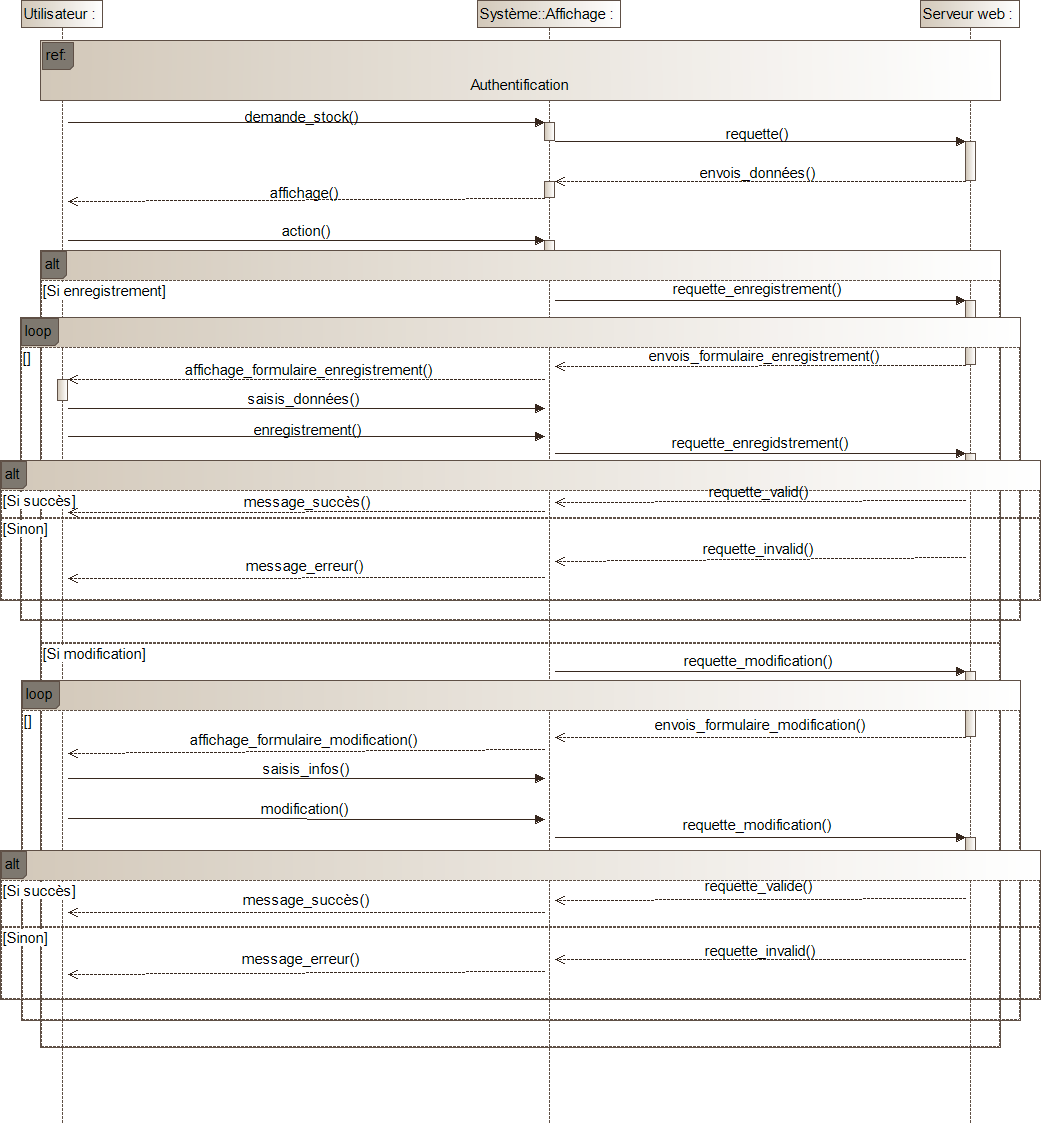 Utilisateur :
Système::Affichage :
Serveur web :
ref:
Authentification
demande_stock()
requette()
envois_données()
affichage()
action()
alt
[Si enregistrement]
requette_enregistrement()
loop
[]
envois_formulaire_enregistrement()
affichage_formulaire_enregistrement()
saisis_données()
enregistrement()
requette_enregidstrement()
alt
[Si succès]
requette_valid()
message_succès()
[Sinon]
requette_invalid()
message_erreur()
[Si modification]
requette_modification()
loop
[]
envois_formulaire_modification()
affichage_formulaire_modification()
saisis_infos()
modification()
requette_modification()
alt
[Si succès]
requette_valide()
message_succès()
[Sinon]
requette_invalid()
message_erreur()